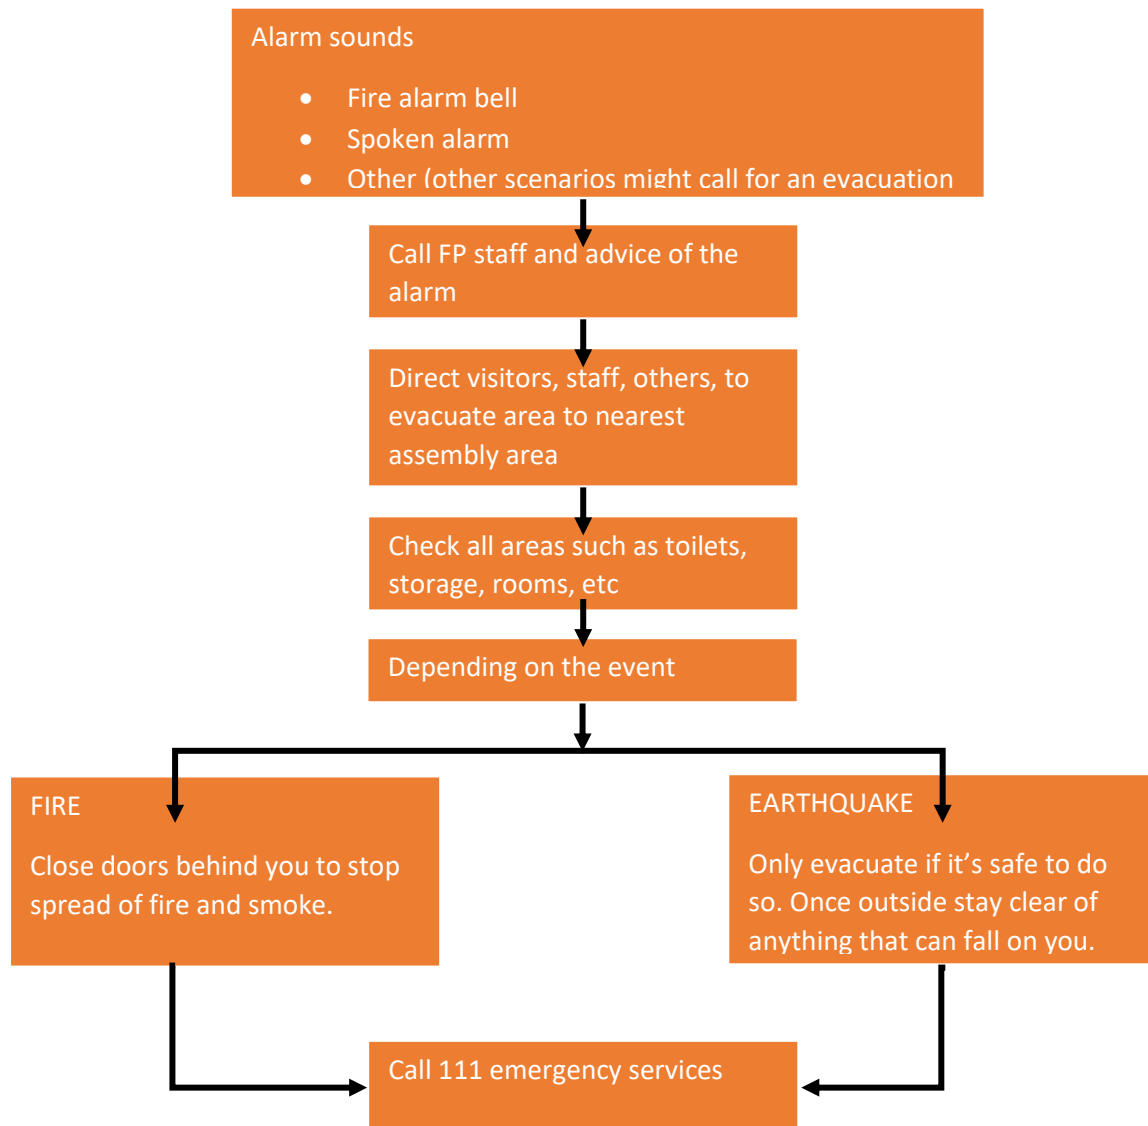 Alarm sounds
• Fire alarm bell
• Spoken alarm
• Other (other scenarios might call for an evacuation
Call FP staff and advice of the
alarm
Direct visitors, staff, others, to
evacuate area to nearest
assembly area
Check all areas such as toilets,
storage, rooms, etc
Depending on the event
FIRE
Close doors behind you to stop
spread of fire and smoke.
EARTHQUAKE
Only evacuate if it’s safe to do
so. Once outside stay clear of
anything that can fall on you.
Call 111 emergency services